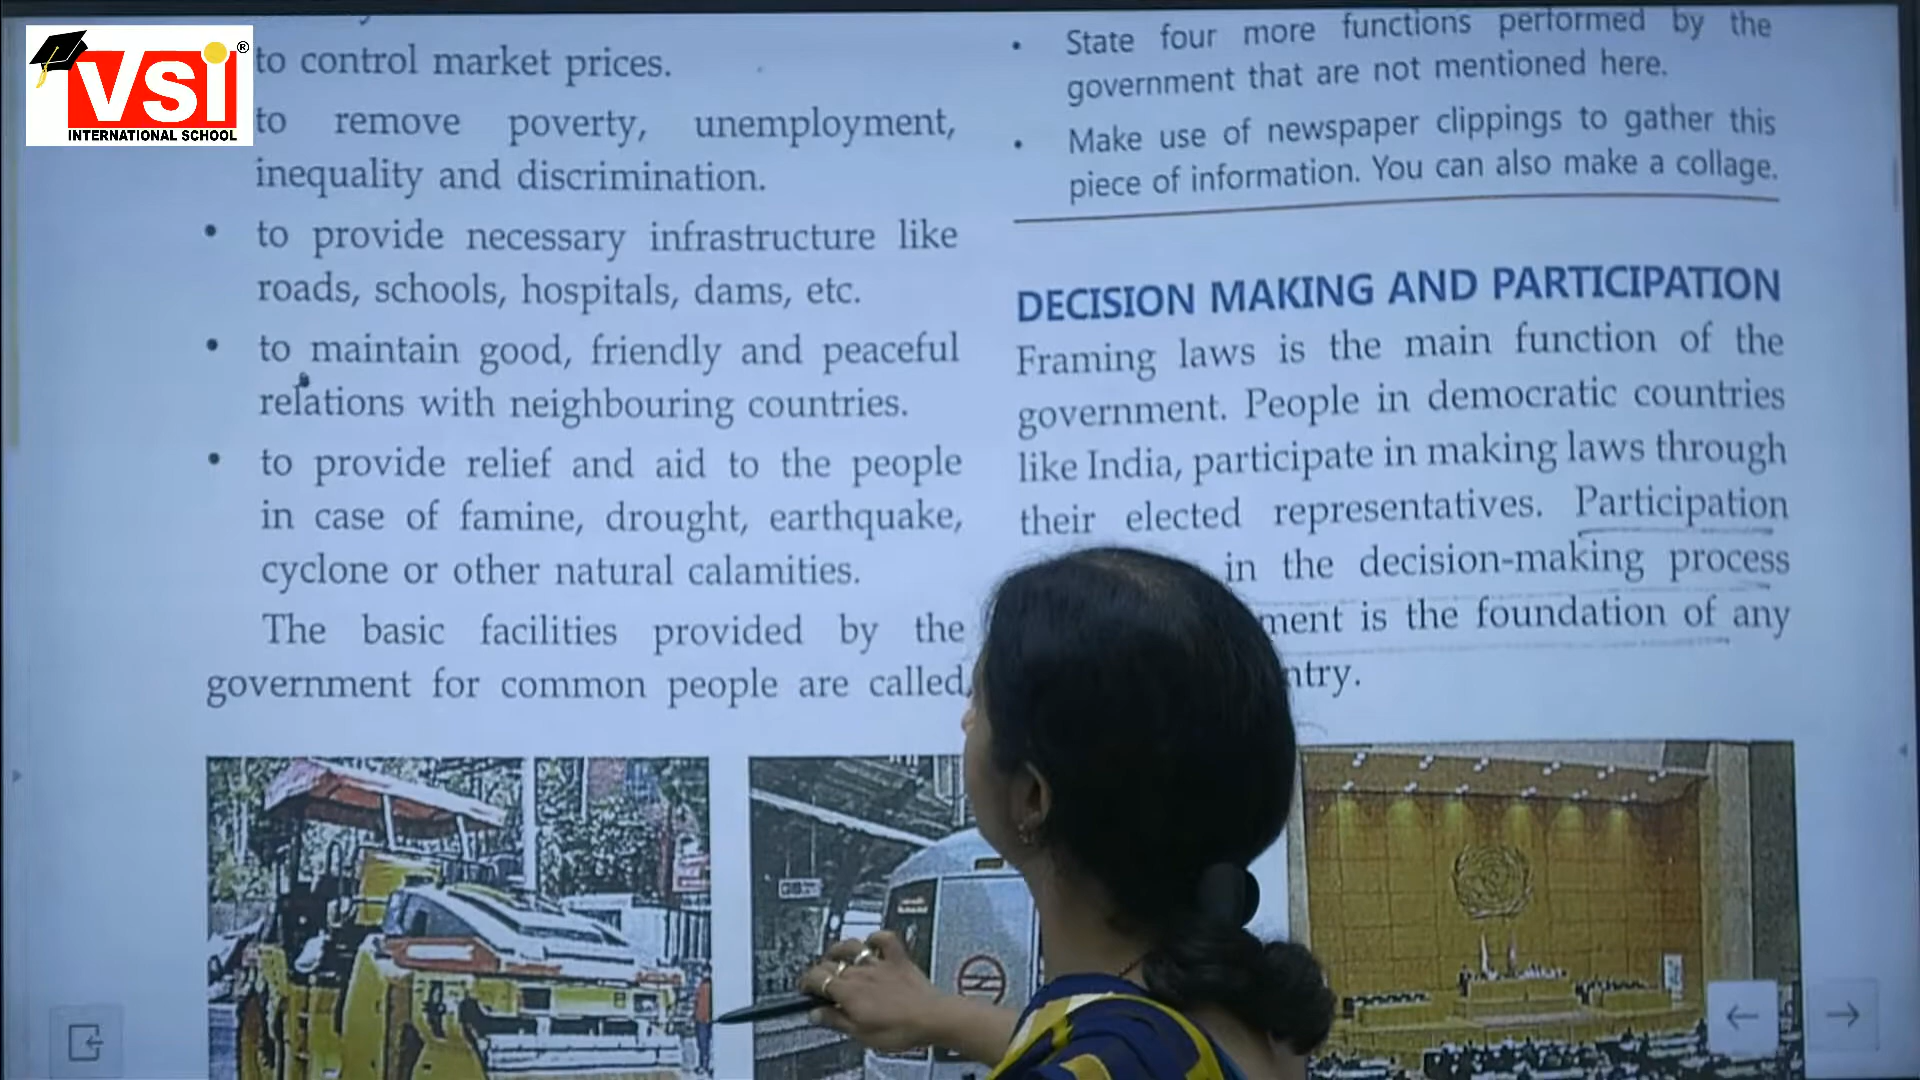 VSI ®
INTERNATIONAL SCHOOL
to control market prices.
to remove poverty, unemployment,
inequality and discrimination.
• to provide necessary infrastructure like
roads, schools, hospitals, dams, etc.
• to maintain good, friendly and peaceful
relations with neighbouring countries.
• to provide relief and aid to the people
in case of famine, drought, earthquake,
cyclone or other natural calamities.
The basic facilities provided by the
government for common people are called
• State four more functions performed by the
government that are not mentioned here.
• Make use of newspaper clippings to gather this
piece of information. You can also make a collage.
DECISION MAKING AND PARTICIPATION
Framing laws is the main function of the
government. People in democratic countries
like India, participate in making laws through
their elected representatives. Participation
in the decision-making process
ment is the foundation of any
ntry.